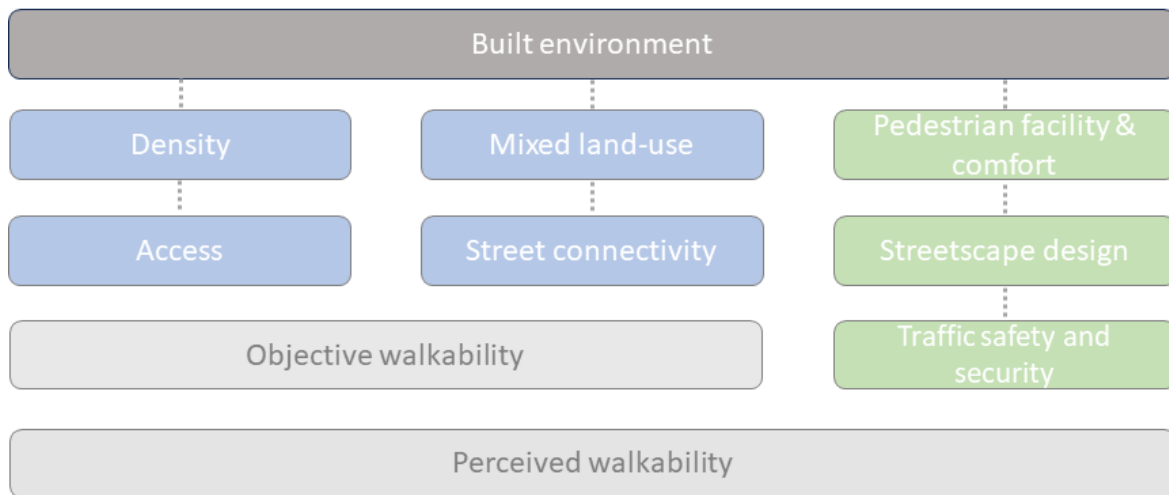 Built environment
Density
Mixed land-use
Pedestrian facility &
comfort
Access
Street connectivity
Streetscape design
Objective walkability
Traffic safety and
security
Perceived walkability